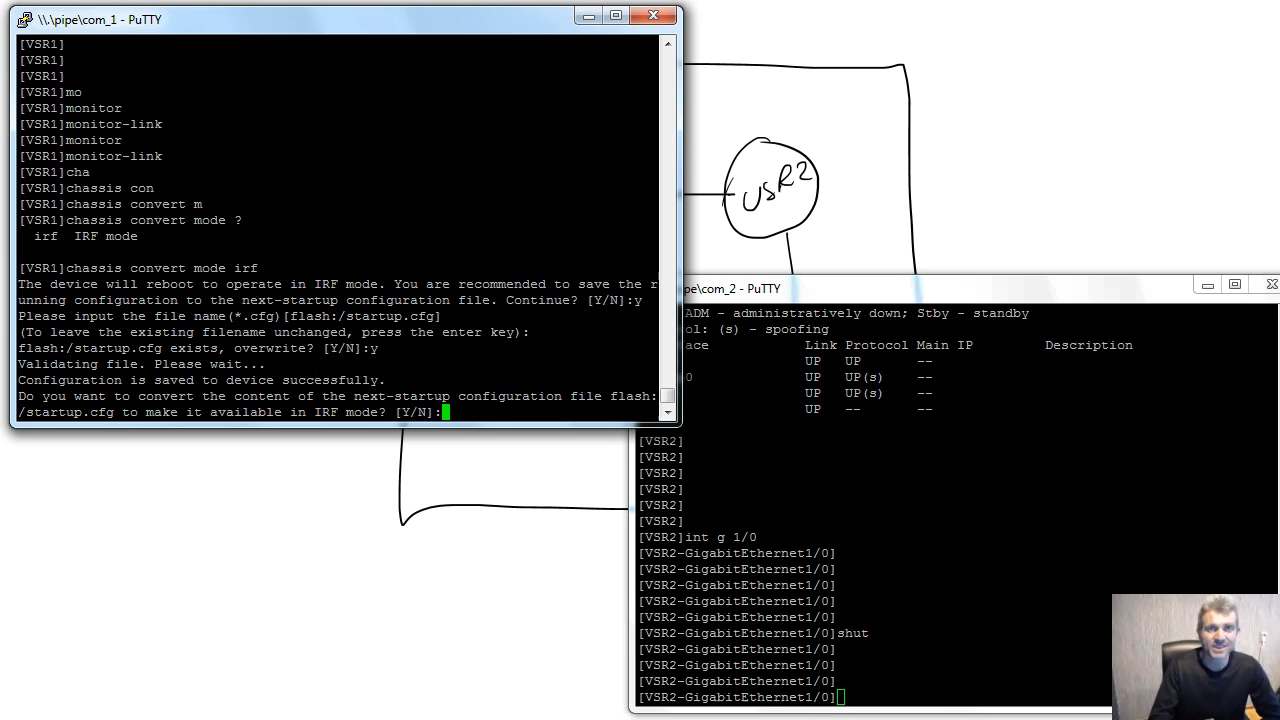 \\.\pipe\com_1 - PuTTY
[VSR1]
[VSR1]
[VSR1]
[VSR1]mo
[VSR1]monitor
[VSR1]monitor-link
[VSR1]monitor
[VSR1]monitor-link
[VSR1]cha
[VSR1]chassis con
[VSR1]chassis convert m
[VSR1]chassis convert mode ?
irf  IRF mode
[VSR1]chassis convert mode irf
The device will reboot to operate in IRF mode. You are recommended to save the r
unning configuration to the next-startup configuration file. Continue? [Y/N]:y
Please input the file name(*.cfg)[flash:/startup.cfg]
(To leave the existing filename unchanged, press the enter key):
flash:/startup.cfg exists, overwrite? [Y/N]:y
Validating file. Please wait...
Configuration is saved to device successfully.
Do you want to convert the content of the next-startup configuration file flash:
/startup.cfg to make it available in IRF mode? [Y/N]:
VSR2
pe\com_2 - PuTTY
ADM - administratively down; Stby - standby
ol: (s) - spoofing
ace Link Protocol Main IP Description
UP UP --
0 UP UP(s) --
UP UP(s) --
UP -- --
[VSR2]
[VSR2]
[VSR2]
[VSR2]
[VSR2]
[VSR2]
[VSR2]int g 1/0
[VSR2-GigabitEthernet1/0]
[VSR2-GigabitEthernet1/0]
[VSR2-GigabitEthernet1/0]
[VSR2-GigabitEthernet1/0]
[VSR2-GigabitEthernet1/0]
[VSR2-GigabitEthernet1/0]shut
[VSR2-GigabitEthernet1/0]
[VSR2-GigabitEthernet1/0]
[VSR2-GigabitEthernet1/0]
[VSR2-GigabitEthernet1/0]